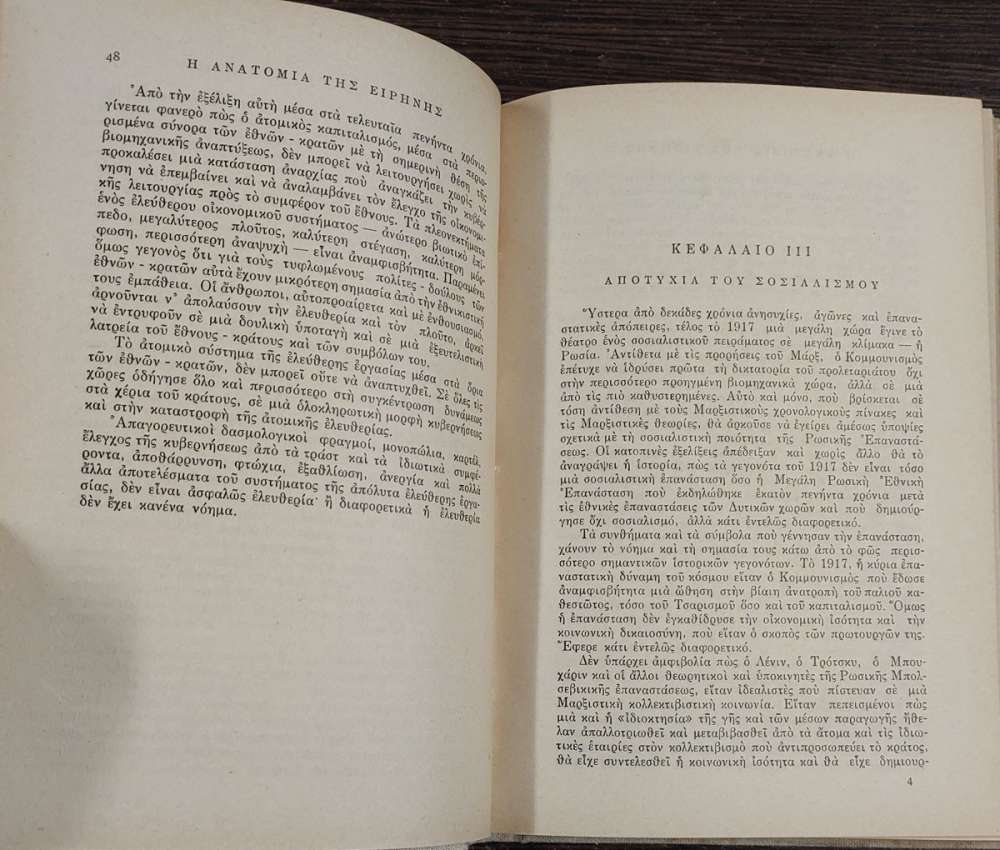 48
Η ΑΝΑΤΟΜΙΑ ΤΗΣ ΕΙΡΗΝΗΣ
Ἀπὸ τὴν ἐξέλιξη αὐτὴ μέσα στὰ τελευταῖα πενήντα χρόνια,
γίνεται φανερὸ πὼς ὁ ἀτομικὸς καπιταλισμός, μέσα στὰ περιο-
ρισμένα σύνορα τῶν ἐθνῶν - κρατῶν μὲ τὴ σημερινὴ θέση τῆς
βιομηχανικῆς ἀναπτύξεως, δὲν μπορεῖ νὰ λειτουργήσει χωρὶς νὰ
προκαλέσει μιὰ κατάσταση ἀναρχίας ποὺ ἀναγκάζει τὴν κυβέρ-
νηση νὰ ἐπεμβαίνει καὶ νὰ ἀναλαμβάνει τὸν ἔλεγχο τῆς οἰκονομι-
κῆς λειτουργίας πρὸς τὸ συμφέρον τοῦ ἔθνους. Τὰ πλεονεκτήματα
ἑνὸς ἐλεύθερου οἰκονομικοῦ συστήματος — ἀνώτερο βιωτικὸ ἐπί-
πεδο, μεγαλύτερος πλοῦτος, καλύτερη στέγαση, καλύτερη μόρ-
φωση, περισσότερη ἀναψυχὴ — εἶναι ἀναμφισβήτητα. Παραμένει
ὅμως γεγονὸς ὅτι γιὰ τοὺς τυφλωμένους πολίτες - δούλους τῶν
ἐθνῶν - κρατῶν αὐτὰ ἔχουν μικρότερη σημασία ἀπὸ τὴν ἐθνικιστική
τους ἐμπάθεια. Οἱ ἄνθρωποι, αὐτοπροαίρετα καὶ μὲ ἐνθουσιασμό,
ἀρνοῦνται ν' ἀπολαύσουν τὴν ἐλευθερία καὶ τὸν πλοῦτο, ἀρκεῖ
νὰ ἐντρυφοῦν σὲ μιὰ δουλικὴ ὑποταγὴ καὶ σὲ μιὰ ἐξευτελιστικὴ
λατρεία τοῦ ἔθνους - κράτους καὶ τῶν συμβόλων του.
Τὸ ἀτομικὸ σύστημα τῆς ἐλεύθερης ἐργασίας μέσα στὰ ὅρια
τῶν ἐθνῶν - κρατῶν, δὲν μπορεῖ οὔτε νὰ ἀναπτυχθεῖ. Σὲ ὅλες τὶς
χῶρες ὁδήγησε ὅλο καὶ περισσότερο στὴ συγκέντρωση δυνάμεως
στὰ χέρια τοῦ κράτους, σὲ μιὰ ὁλοκληρωτικὴ μορφὴ κυβερνήσεως
καὶ στὴν καταστροφὴ τῆς ἀτομικῆς ἐλευθερίας.
Ἀπαγορευτικοὶ δασμολογικοὶ φραγμοί, μονοπώλια, καρτέλ,
ἔλεγχος τῆς κυβερνήσεως ἀπὸ τὰ τρὰστ καὶ τὰ ἰδιωτικὰ συμφέ-
ροντα, ἀποθάρρυνση, φτώχια, ἐξαθλίωση, ἀνεργία καὶ πολλὰ
ἄλλα ἀποτελέσματα τοῦ συστήματος τῆς ἀπόλυτα ἐλεύθερης ἐργα-
σίας, δὲν εἶναι ἀσφαλῶς ἐλευθερία· ἢ διαφορετικὰ ἡ ἐλευθερία
δὲν ἔχει κανένα νόημα.
ΚΕΦΑΛΑΙΟ ΙΙΙ
ΑΠΟΤΥΧΙΑ ΤΟΥ ΣΟΣΙΑΛΙΣΜΟΥ
Ὕστερα ἀπὸ δεκάδες χρόνια ἀνησυχίες, ἀγῶνες καὶ ἐπανα-
στατικὲς ἀπόπειρες, τέλος τὸ 1917 μιὰ μεγάλη χώρα ἔγινε τὸ
θέατρο ἑνὸς σοσιαλιστικοῦ πειράματος σὲ μεγάλη κλίμακα — ἡ
Ρωσία. Ἀντίθετα μὲ τὶς προρήσεις τοῦ Μάρξ, ὁ Κομμουνισμὸς
ἐπέτυχε νὰ ἱδρύσει πρῶτα τὴ δικτατορία τοῦ προλεταριάτου ὄχι
στὴν περισσότερο προηγμένη βιομηχανικὰ χώρα, ἀλλὰ σὲ μιὰ
ἀπὸ τὶς πιὸ καθυστερημένες. Αὐτὸ καὶ μόνο, ποὺ βρίσκεται σὲ
τόση ἀντίθεση μὲ τοὺς Μαρξιστικοὺς χρονολογικοὺς πίνακες καὶ
τὶς Μαρξιστικὲς θεωρίες, θὰ ἀρκοῦσε νὰ ἐγείρει ἀμέσως ὑποψίες
σχετικὰ μὲ τὴ σοσιαλιστικὴ ποιότητα τῆς Ρωσικῆς Ἐπαναστά-
σεως. Οἱ κατοπινὲς ἐξελίξεις ἀπέδειξαν καὶ χωρὶς ἄλλο θὰ τὸ
ἀναγράψει ἡ ἱστορία, πὼς τὰ γεγονότα τοῦ 1917 δὲν εἶναι τόσο
μιὰ σοσιαλιστικὴ ἐπανάσταση ὅσο ἡ Μεγάλη Ρωσικὴ Ἐθνικὴ
Ἐπανάσταση ποὺ ἐκδηλώθηκε ἑκατὸν πενήντα χρόνια μετὰ
τὶς ἐθνικὲς ἐπαναστάσεις τῶν Δυτικῶν χωρῶν καὶ ποὺ δημιούρ-
γησε ὄχι σοσιαλισμό, ἀλλὰ κάτι ἐντελῶς διαφορετικό.
Τὰ συνθήματα καὶ τὰ σύμβολα ποὺ γέννησαν τὴν ἐπανάσταση,
χάνουν τὸ νόημα καὶ τὴ σημασία τους κάτω ἀπὸ τὸ φῶς περισ-
σότερο σημαντικῶν ἱστορικῶν γεγονότων. Τὸ 1917, ἡ κύρια ἐπα-
ναστατικὴ δύναμη τοῦ κόσμου εἴταν ὁ Κομμουνισμὸς ποὺ ἔδωσε
ἀναμφισβήτητα μιὰ ὤθηση στὴν βίαιη ἀνατροπὴ τοῦ παλιοῦ κα-
θεστῶτος, τόσο τοῦ Τσαρισμοῦ ὅσο καὶ τοῦ καπιταλισμοῦ. Ὅμως
ἡ ἐπανάσταση δὲν ἐγκαθίδρυσε τὴν οἰκονομικὴ ἰσότητα καὶ τὴν
κοινωνικὴ δικαιοσύνη, ποὺ εἴταν ὁ σκοπὸς τῶν πρωτουργῶν της.
Ἔφερε κάτι ἐντελῶς διαφορετικό.
Δὲν ὑπάρχει ἀμφιβολία πὼς ὁ Λένιν, ὁ Τρότσκυ, ὁ Μπου-
χάριν καὶ οἱ ἄλλοι θεωρητικοὶ καὶ ὑποκινητὲς τῆς Ρωσικῆς Μπολ-
σεβικικῆς ἐπαναστάσεως, εἴταν ἰδεαλιστὲς ποὺ πίστευαν σὲ μιὰ
Μαρξιστικὴ κολλεκτιβιστικὴ κοινωνία. Εἴταν πεπεισμένοι πὼς
μιὰ καὶ ἡ «ἰδιοκτησία» τῆς γῆς καὶ τῶν μέσων παραγωγῆς ἤθε-
λαν ἀπαλλοτριωθεῖ καὶ μεταβιβασθεῖ ἀπὸ τὰ ἄτομα καὶ τὶς ἰδιω-
τικὲς ἑταιρίες στὸν κολλεκτιβισμὸ ποὺ ἀντιπροσωπεύει τὸ κράτος,
θὰ εἶχε συντελεσθεῖ ἡ κοινωνικὴ ἰσότητα καὶ θὰ εἶχε δημιουρ-
4